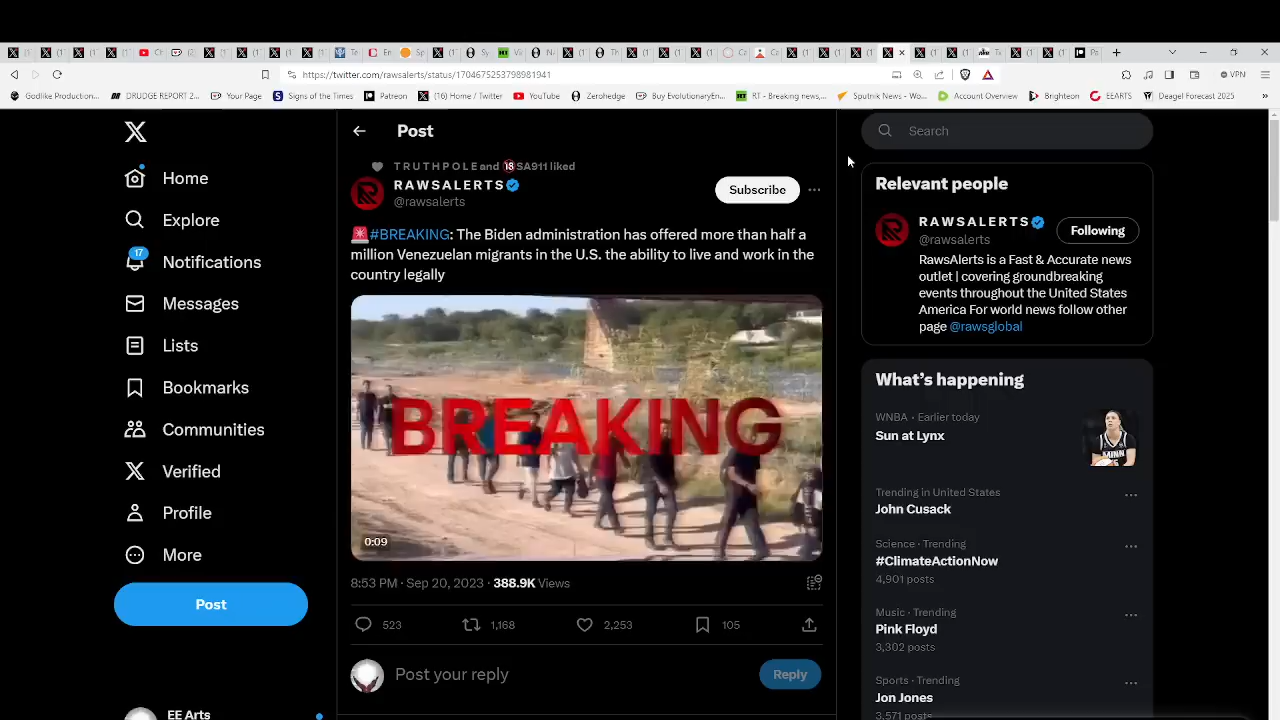 https://twitter.com/rawsalerts/status/1704675253798981941
VPN
Godlike Production...
DRUDGE REPORT 2...
Your Page
Signs of the Times
Patreon
(16) Home / Twitter
YouTube
Zerohedge
Buy EvolutionaryEn...
RT - Breaking news,...
Sputnik News - Wo...
Account Overview
Brighteon
EEARTS
Deagel Forecast 2025
Home
Explore
17
Notifications
Messages
Lists
Bookmarks
Communities
Verified
Profile
More
Post
EE Arts
Post
T R U T H P O L E and 🔞SA911 liked
R A W S A L E R T S
@rawsalerts
Subscribe
🚨#BREAKING: The Biden administration has offered more than half a
million Venezuelan migrants in the U.S. the ability to live and work in the
country legally
BREAKING
0:09
8:53 PM · Sep 20, 2023 · 388.9K Views
523
1,168
2,253
105
Post your reply
Reply
Search
Relevant people
R A W S A L E R T S
@rawsalerts
Following
RawsAlerts is a Fast & Accurate news
outlet | covering groundbreaking
events throughout the United States
America For world news follow other
page @rawsglobal
What's happening
WNBA · Earlier today
Sun at Lynx
Trending in United States
John Cusack
Science · Trending
#ClimateActionNow
4,901 posts
Music · Trending
Pink Floyd
3,302 posts
Sports · Trending
Jon Jones
3,571 posts